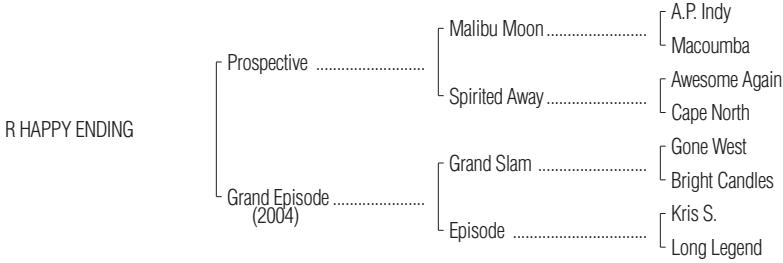 A.P. Indy
Malibu Moon ..........................
Macoumba
Prospective ..........................
Awesome Again
Spirited Away ..........................
Cape North
R HAPPY ENDING
Gone West
Grand Slam ..........................
Bright Candles
Grand Episode ......................
(2004)
Kris S.
Episode ................................
Long Legend